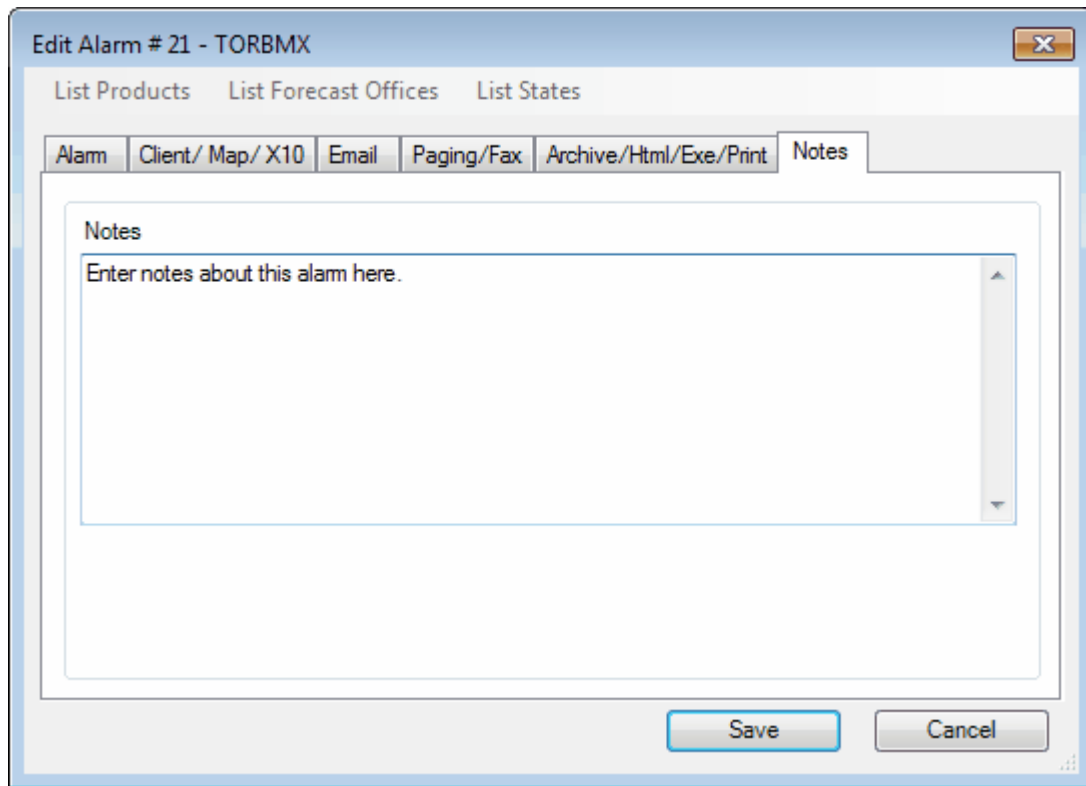 Edit Alarm # 21 - TORBMX
List Products List Forecast Offices List States
Alarm Client/ Map/ X10 Email Paging/Fax Archive/Html/Exe/Print Notes
Notes
Enter notes about this alarm here.
Save Cancel